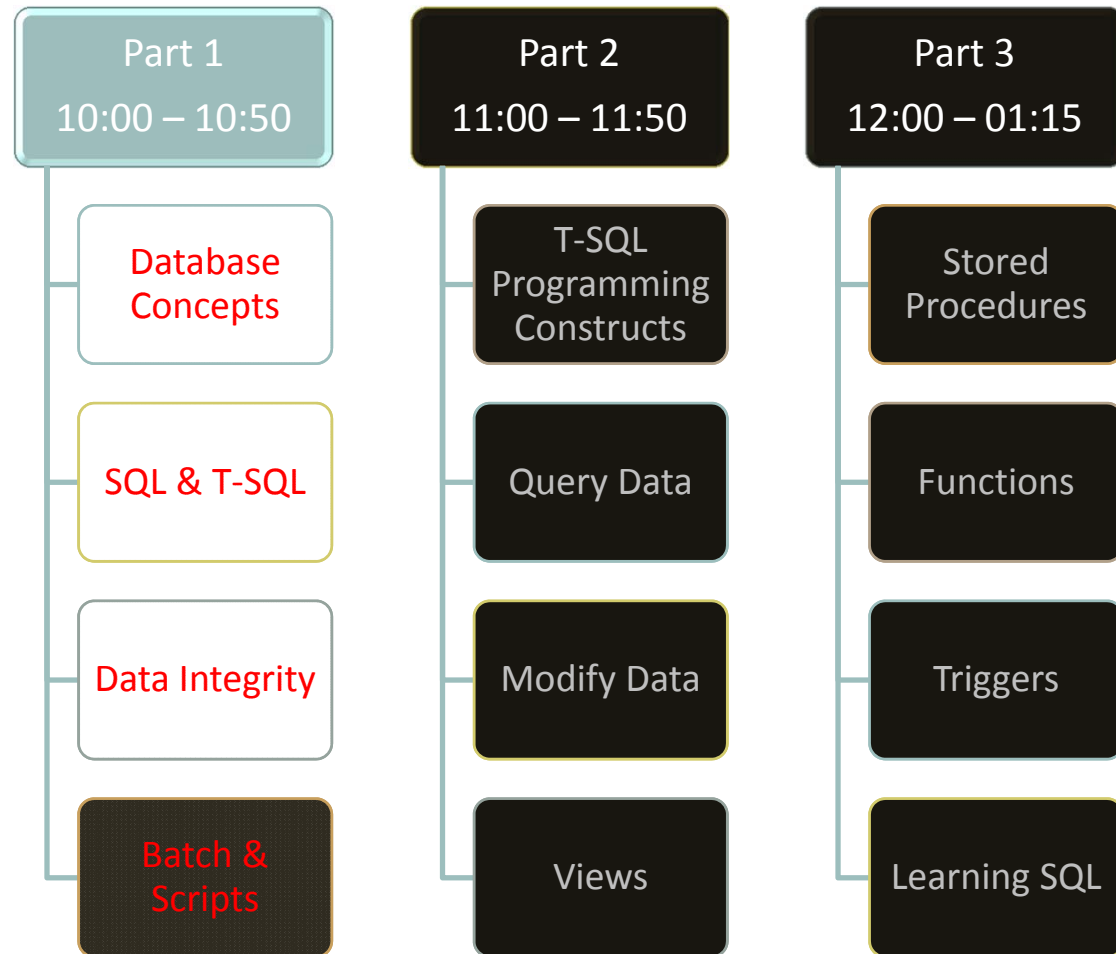 Part 1
10:00 – 10:50
Database
Concepts
SQL & T-SQL
Data Integrity
Batch &
Scripts
Part 2
11:00 – 11:50
T-SQL
Programming
Constructs
Query Data
Modify Data
Views
Part 3
12:00 – 01:15
Stored
Procedures
Functions
Triggers
Learning SQL